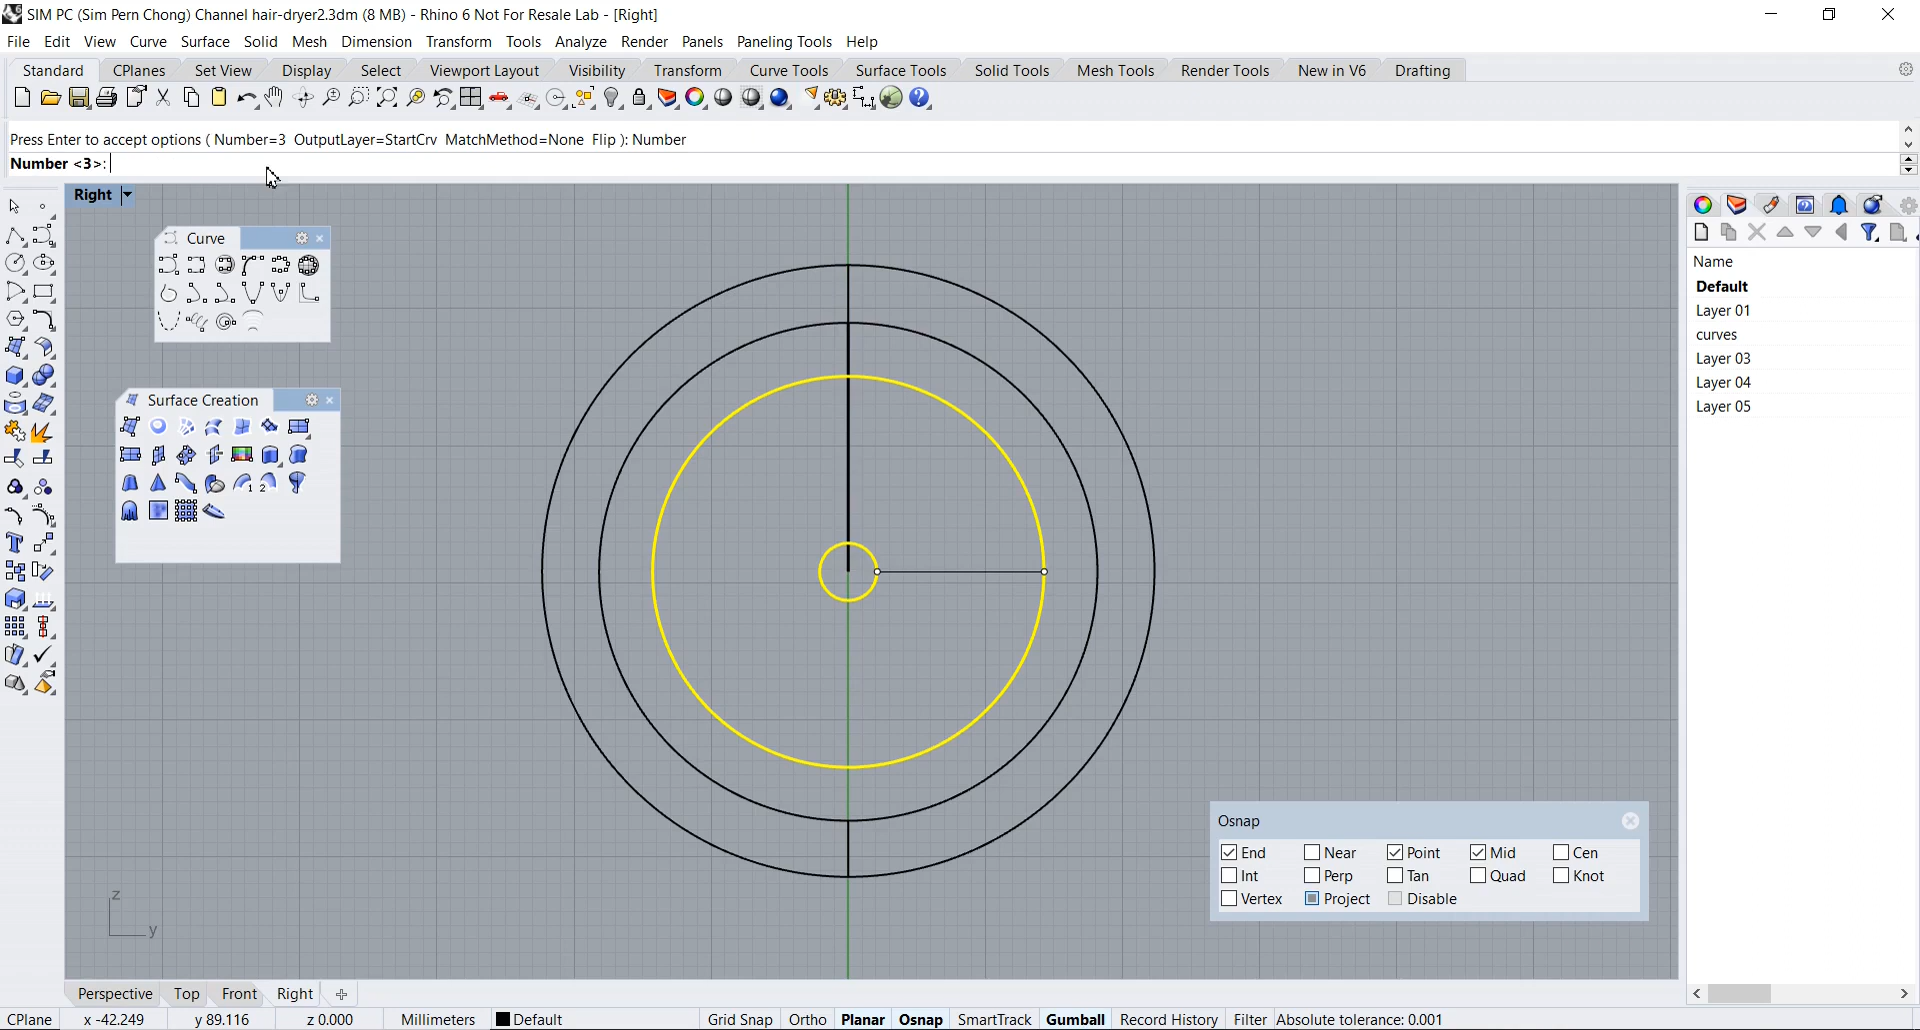 SIM PC (Sim Pern Chong) Channel hair-dryer2.3dm (8 MB) - Rhino 6 Not For Resale Lab - [Right]
File Edit View Curve Surface Solid Mesh Dimension Transform Tools Analyze Render Panels Paneling Tools Help
Standard CPlanes Set View Display Select Viewport Layout Visibility Transform Curve Tools Surface Tools Solid Tools Mesh Tools Render Tools New in V6 Drafting
Press Enter to accept options ( Number=3 OutputLayer=StartCrv MatchMethod=None Flip ): Number
Number <3>:
Right
Curve
Surface Creation
1 2
Name
Default
Layer 01
curves
Layer 03
Layer 04
Layer 05
Osnap
End Near Point Mid Cen
Int Perp Tan Quad Knot
Vertex Project Disable
z
y
Perspective Top Front Right
CPlane x -42.249 y 89.116 z 0.000 Millimeters Default Grid Snap Ortho Planar Osnap SmartTrack Gumball Record History Filter Absolute tolerance: 0.001